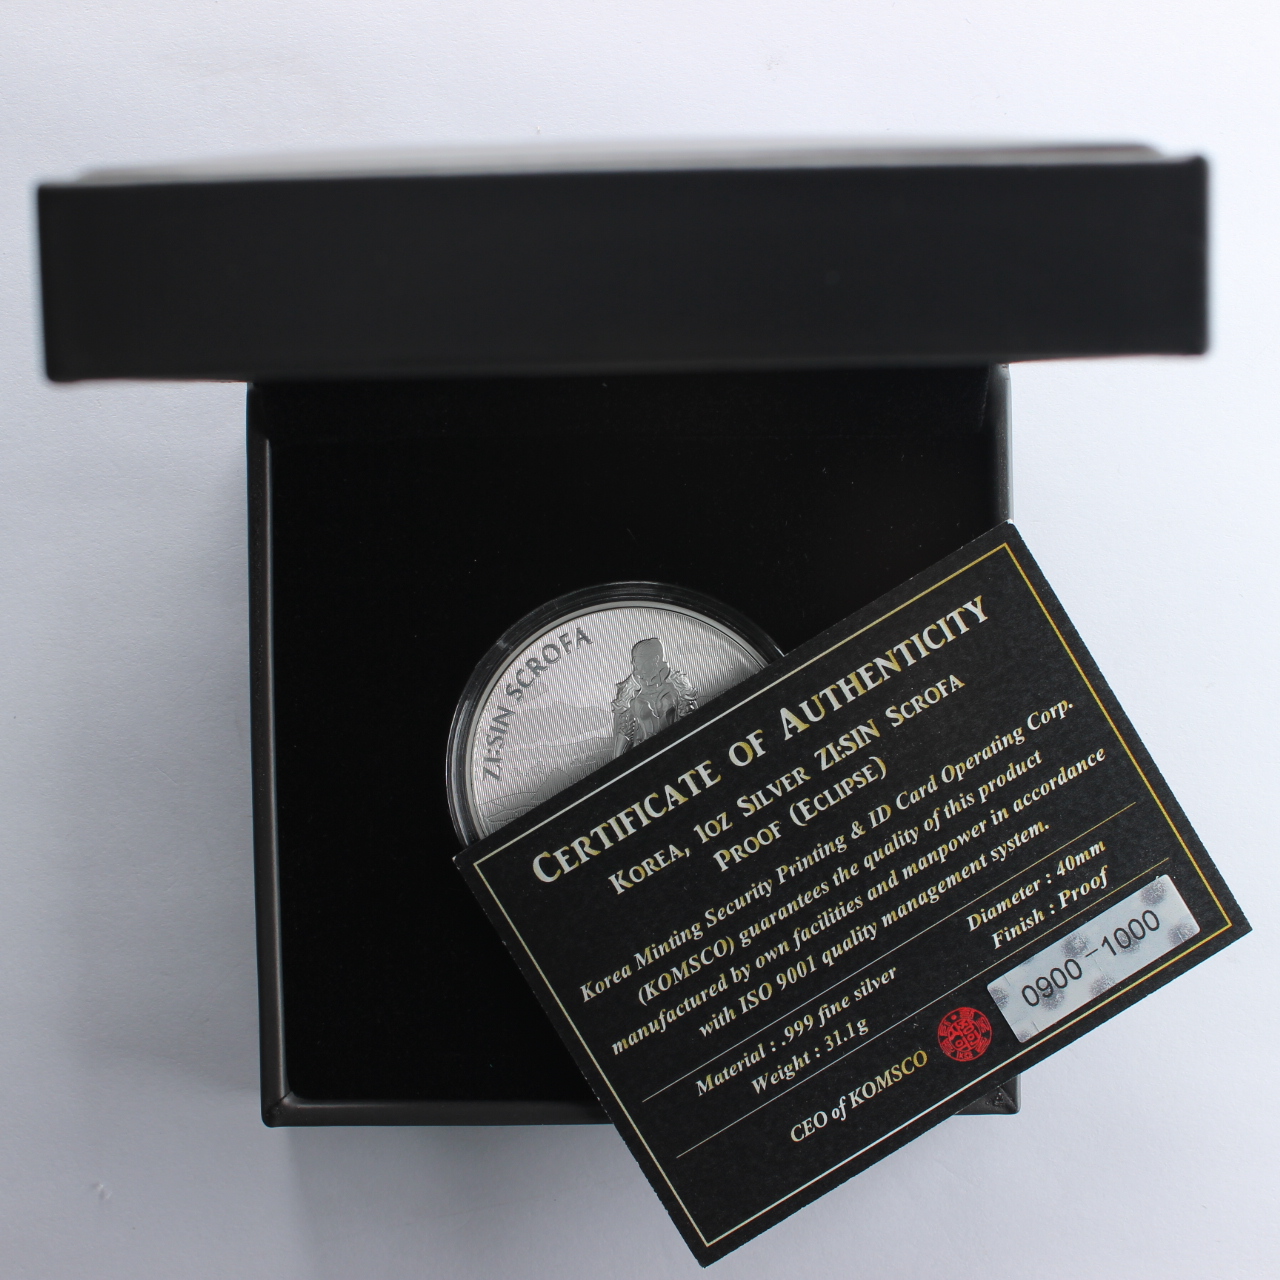 ZI:SIN SCROFA
CERTIFICATE OF AUTHENTICITY
KOREA, 1OZ SILVER ZI:SIN SCROFA
PROOF (ECLIPSE)
Korea Minting Security Printing & ID Card Operating Corp.
(KOMSCO) guarantees the quality of this product
manufactured by own facilities and manpower in accordance
with ISO 9001 quality management system.
Material : .999 fine silver Diameter : 40mm
Weight : 31.1g Finish : Proof
CEO of KOMSCO
0900 - 1000